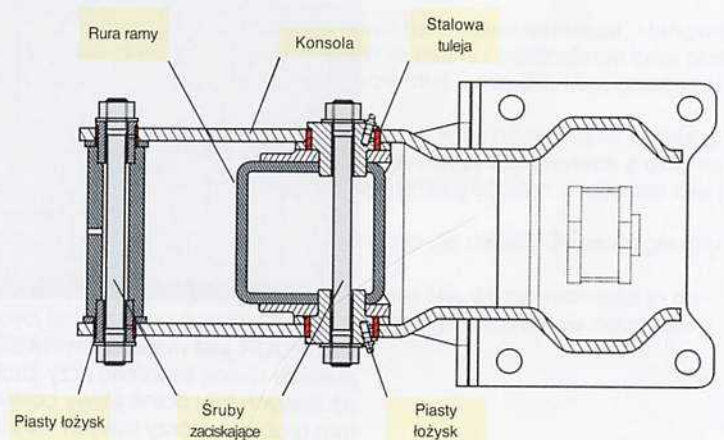 Rura ramy
Konsola
Stalowa
tuleja
Piasty łożysk
Śruby
zaciskające
Piasty
łożysk